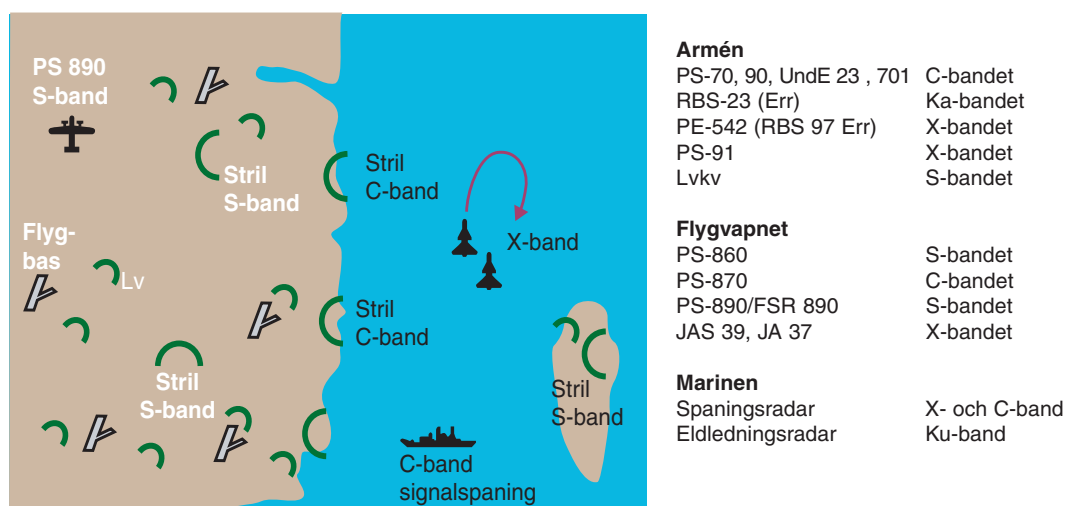 PS 890
S-band
Stril
S-band
Stril
C-band
X-band
Flyg-
bas
Lv
Stril
C-band
Stril
S-band
Stril
S-band
C-band
signalspaning
Armén
PS-70, 90, UndE 23 , 701 C-bandet
RBS-23 (Err) Ka-bandet
PE-542 (RBS 97 Err) X-bandet
PS-91 X-bandet
Lvkv S-bandet
Flygvapnet
PS-860 S-bandet
PS-870 C-bandet
PS-890/FSR 890 S-bandet
JAS 39, JA 37 X-bandet
Marinen
Spaningsradar X- och C-band
Eldledningsradar Ku-band